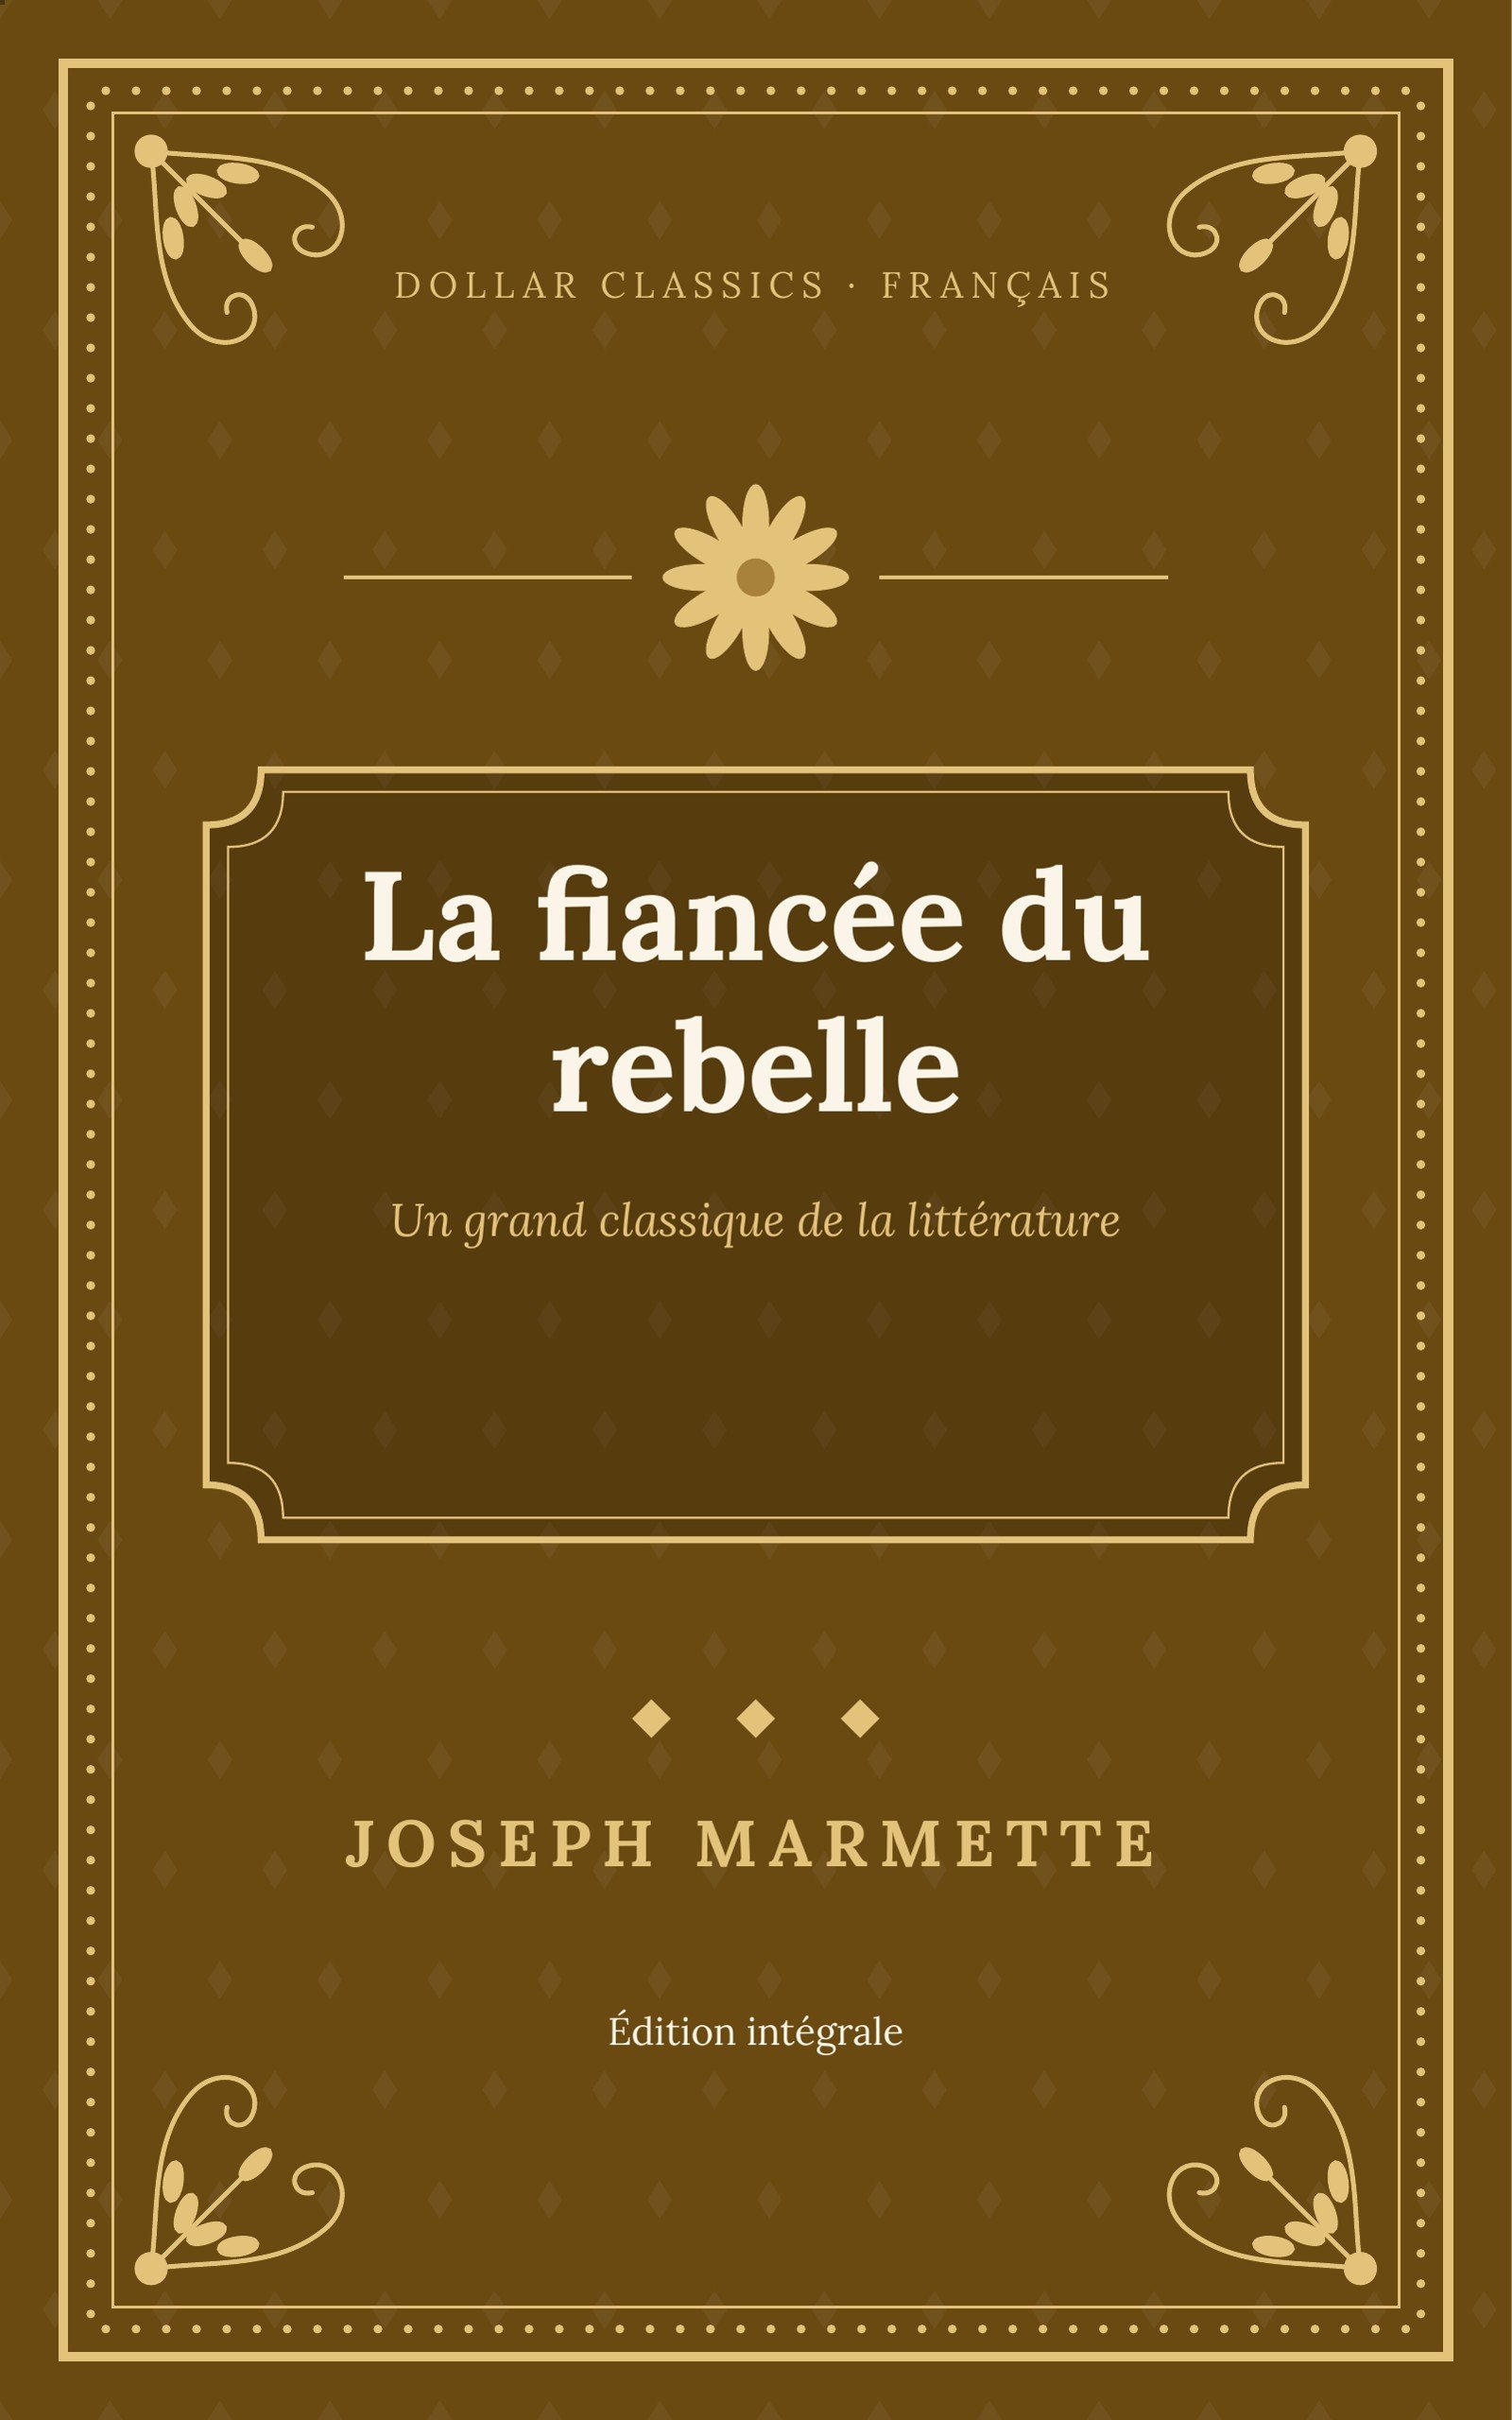 DOLLAR CLASSICS · FRANÇAIS
La fiancée du
rebelle
Un grand classique de la littérature
JOSEPH MARMETTE
Édition intégrale